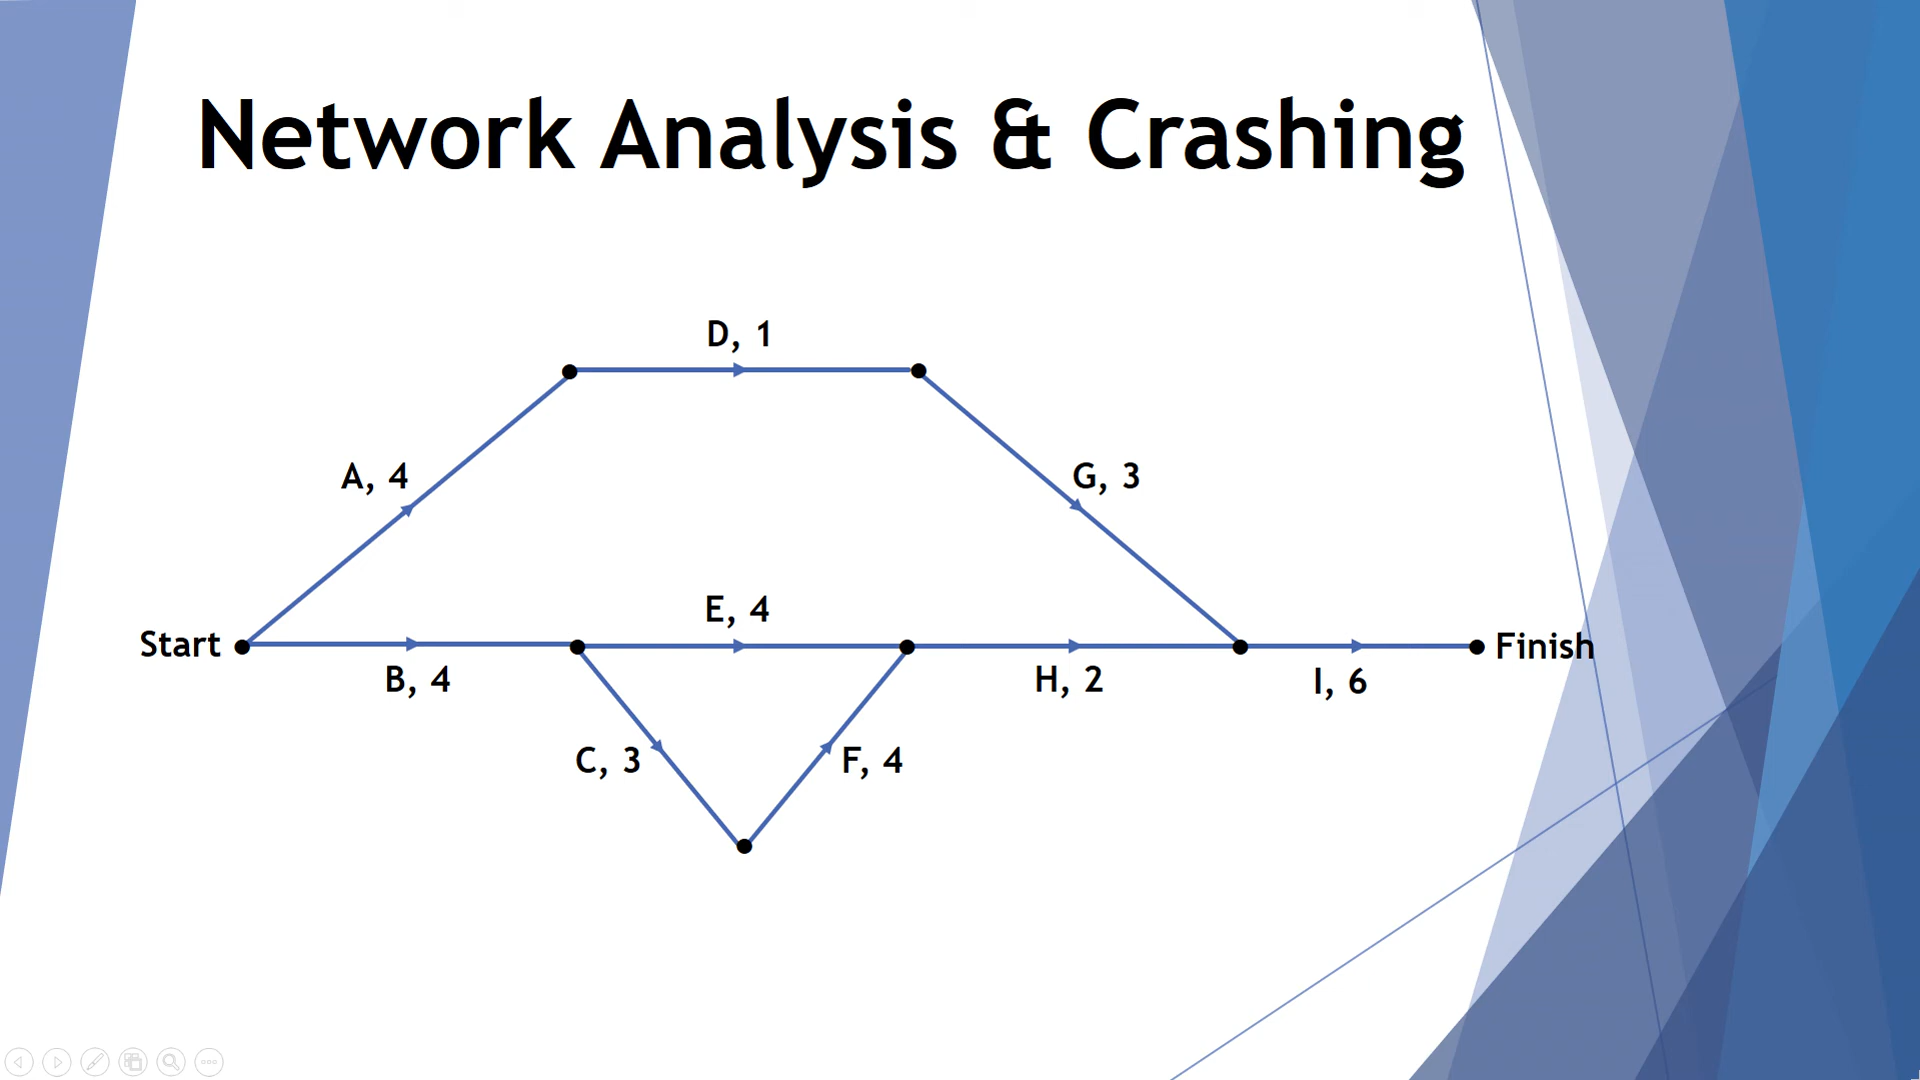 Network Analysis & Crashing
D, 1
A, 4
G, 3
E, 4
Start
Finish
B, 4
H, 2
I, 6
C, 3
F, 4